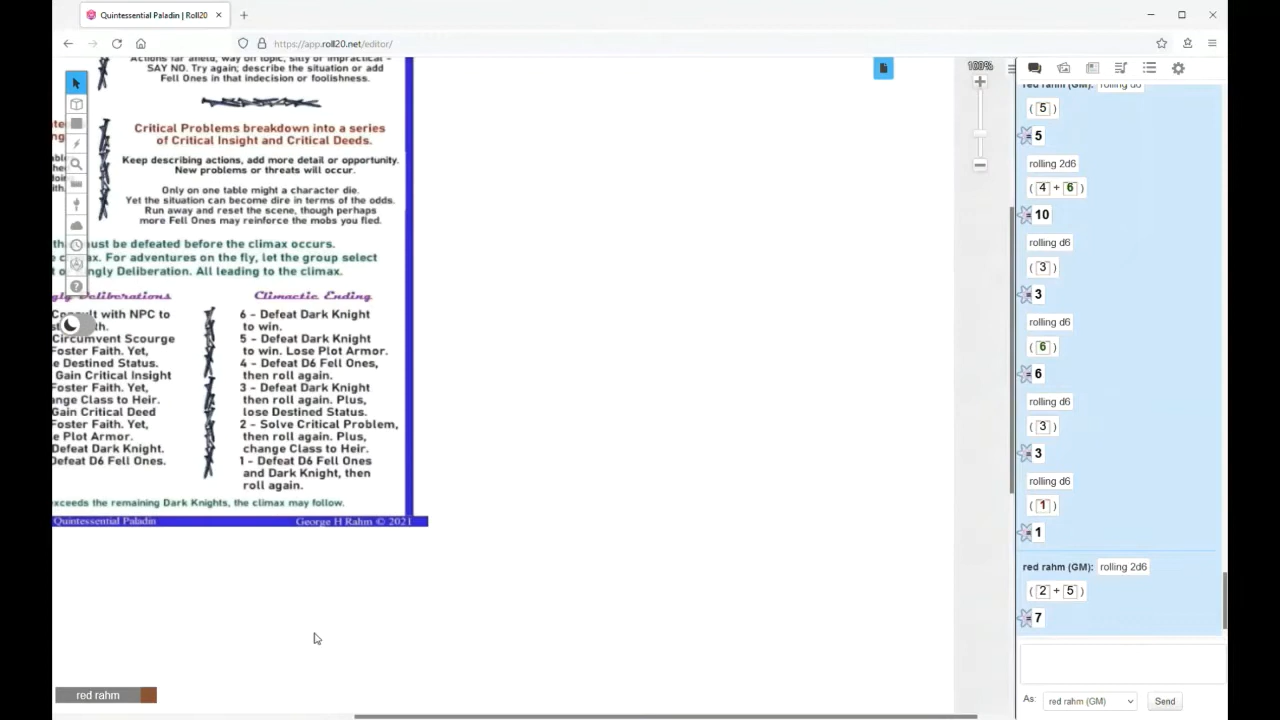 Quintessential Paladin | Roll20
https://app.roll20.net/editor/
Actions far afield, way off topic, silly or impractical -
SAY NO. Try again; describe the situation or add
Fell Ones in that indecision or foolishness.
Critical Problems breakdown into a series
of Critical Insight and Critical Deeds.
Keep describing actions, add more detail or opportunity.
New problems or threats will occur.
Only on one table might a character die.
Yet the situation can become dire in terms of the odds.
Run away and reset the scene, though perhaps
more Fell Ones may reinforce the mobs you fled.
must be defeated before the climax occurs.
For adventures on the fly, let the group select
Deliberation. All leading to the climax.
Deliberations
with NPC to
Circumvent Scourge
Foster Faith. Yet,
Destined Status.
Gain Critical Insight
Foster Faith. Yet,
Class to Heir.
Gain Critical Deed
Foster Faith. Yet,
Plot Armor.
Defeat Dark Knight.
Defeat D6 Fell Ones.
Climactic Ending
6 - Defeat Dark Knight
to win.
5 - Defeat Dark Knight
to win. Lose Plot Armor.
4 - Defeat D6 Fell Ones,
then roll again.
3 - Defeat Dark Knight
then roll again. Plus,
lose Destined Status.
2 - Solve Critical Problem,
then roll again. Plus,
change Class to Heir.
1 - Defeat D6 Fell Ones
and Dark Knight, then
roll again.
exceeds the remaining Dark Knights, the climax may follow.
Quintessential Paladin
George H Rahm © 2021
red rahm
100%
red rahm (GM): rolling d6
( 5 )
5
rolling 2d6
( 4 + 6 )
10
rolling d6
( 3 )
3
rolling d6
( 6 )
6
rolling d6
( 3 )
3
rolling d6
( 1 )
1
red rahm (GM): rolling 2d6
( 2 + 5 )
7
As: red rahm (GM)
Send